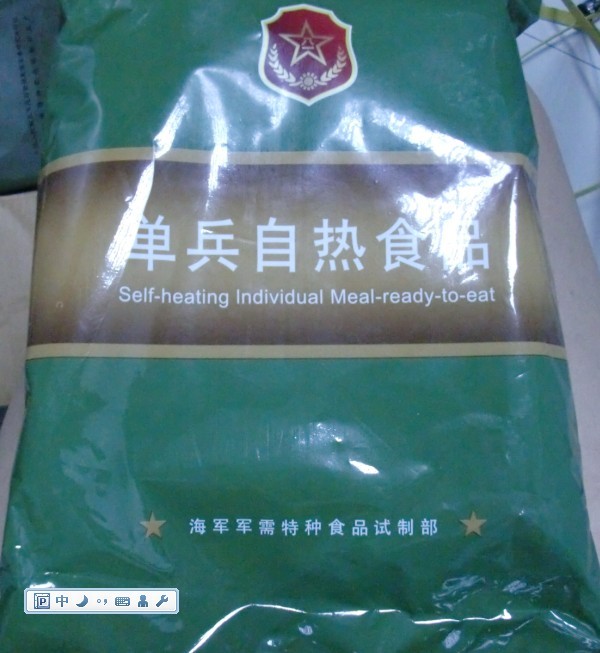 单兵自热食品
Self-heating Individual Meal-ready-to-eat
海军军需特种食品试制部
中